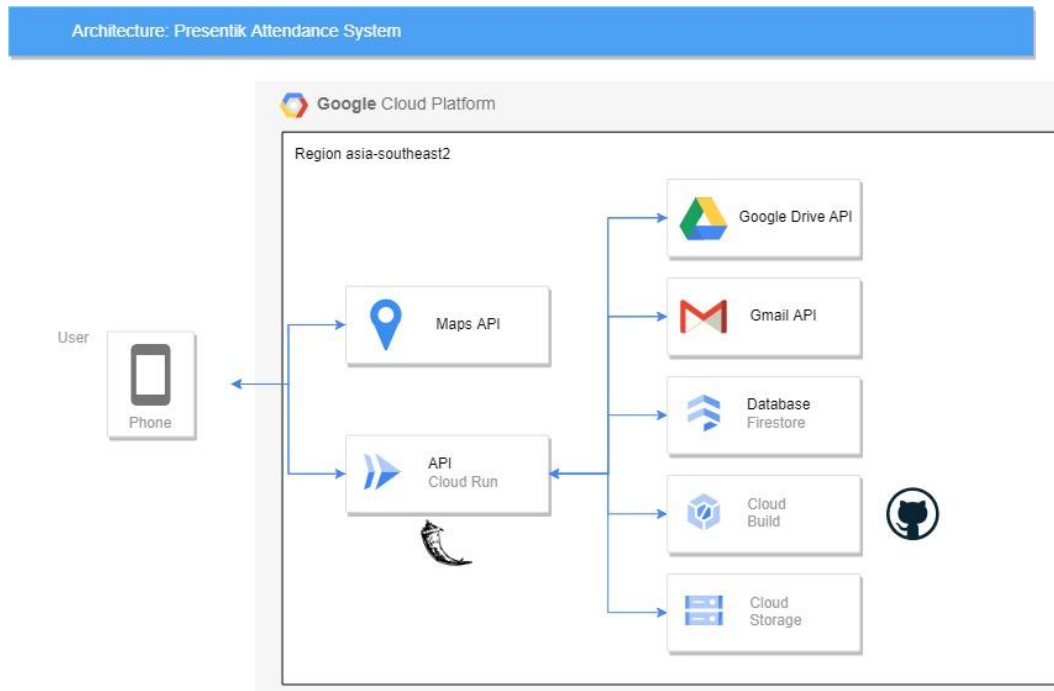 Architecture: Presentik Attendance System
Google Cloud Platform
Region asia-southeast2
Google Drive API
Maps API
Gmail API
User
Phone
Database
Firestore
API
Cloud Run
Cloud
Build
Cloud
Storage